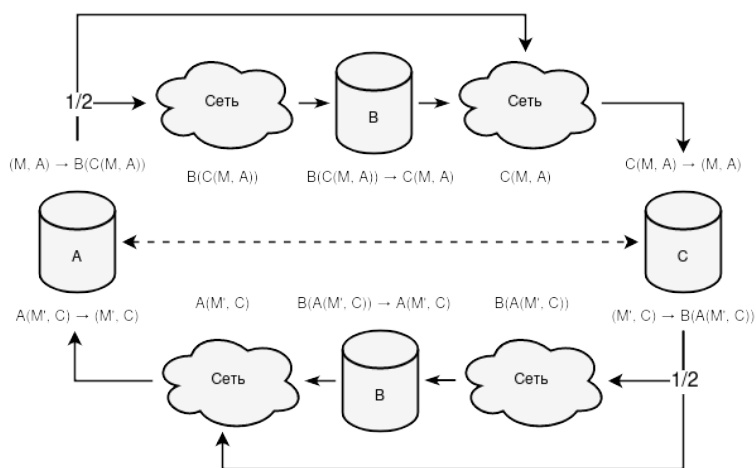 1/2
Сеть
B
Сеть
(M, A) → B(C(M, A))
B(C(M, A))
B(C(M, A)) → C(M, A)
C(M, A)
C(M, A) → (M, A)
A
C
A(M', C) → (M', C)
A(M', C)
B(A(M', C)) → A(M', C)
B(A(M', C))
(M', C) → B(A(M', C))
Сеть
B
Сеть
1/2